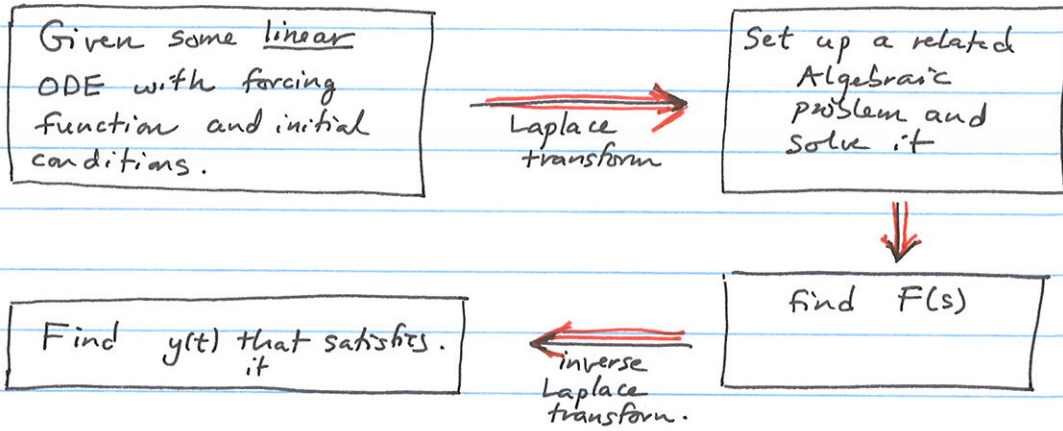 Given some linear
ODE with forcing
function and initial
conditions.
Laplace
transform
Set up a related
Algebraic
problem and
solve it
find F(s)
inverse
Laplace
transform.
Find y(t) that satisfies.
it